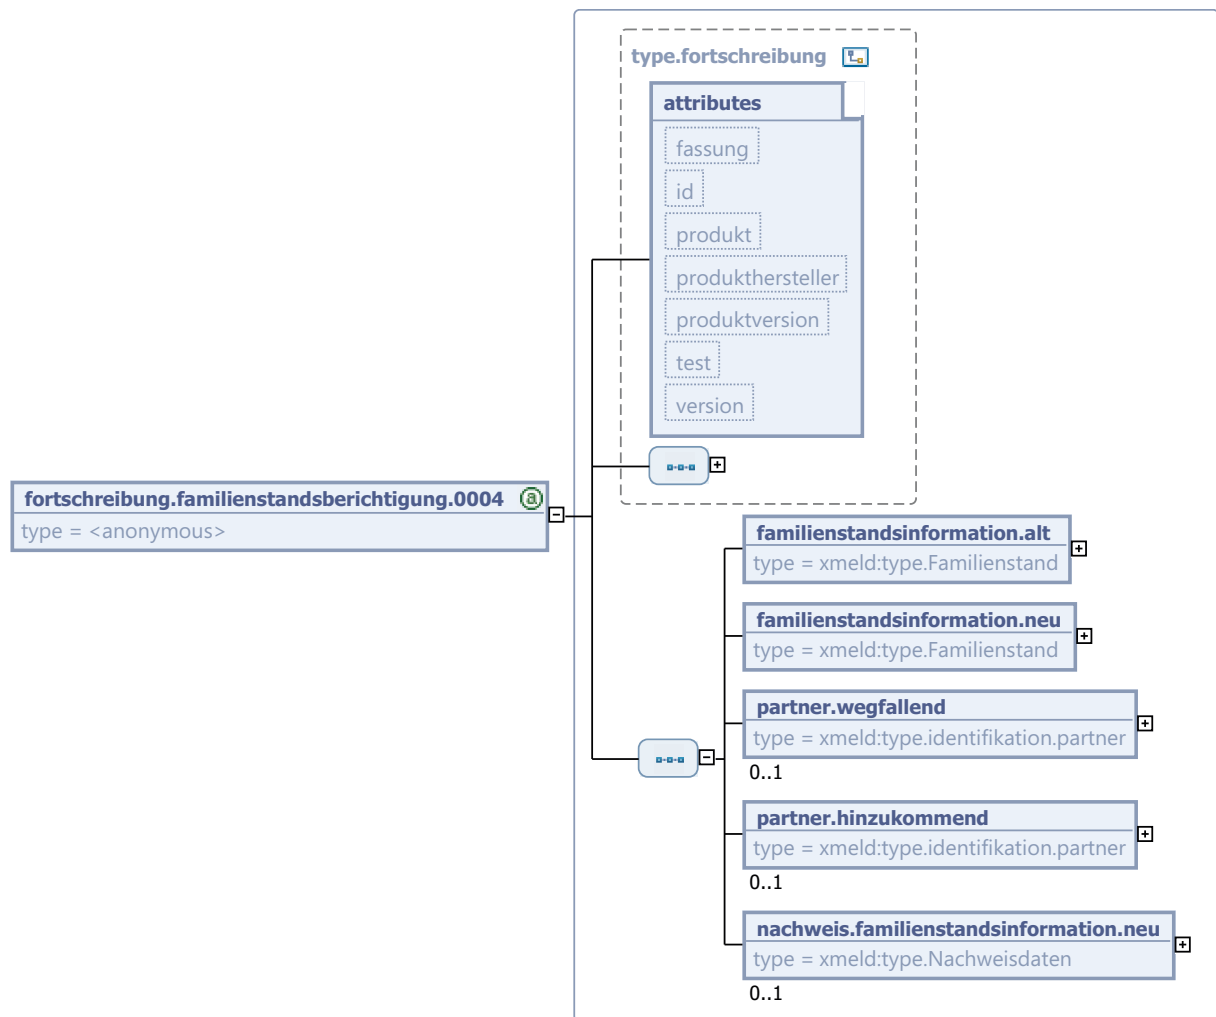 type.fortschreibung
attributes
fassung
id
produkt
produkthersteller
produktversion
test
version
fortschreibung.familienstandsberichtigung.0004 @
type = <anonymous>
familienstandsinformation.alt
type = xmeld:type.Familienstand
familienstandsinformation.neu
type = xmeld:type.Familienstand
partner.wegfallend
type = xmeld:type.identifikation.partner
0..1
partner.hinzukommend
type = xmeld:type.identifikation.partner
0..1
nachweis.familienstandsinformation.neu
type = xmeld:type.Nachweisdaten
0..1